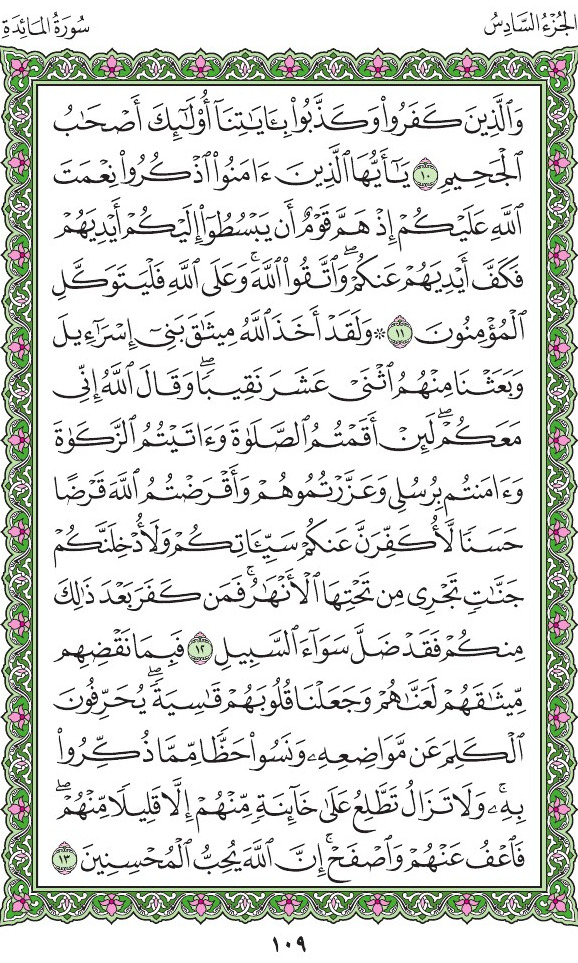 الجُزْءُ السَّادِسُ
سُورَةُ المَائِدَةِ
وَٱلَّذِينَ كَفَرُوا۟ وَكَذَّبُوا۟ بِـَٔايَٰتِنَآ أُو۟لَٰٓئِكَ أَصْحَٰبُ
ٱلْجَحِيمِ ١٠ يَٰٓأَيُّهَا ٱلَّذِينَ ءَامَنُوا۟ ٱذْكُرُوا۟ نِعْمَتَ
ٱللَّهِ عَلَيْكُمْ إِذْ هَمَّ قَوْمٌ أَن يَبْسُطُوٓا۟ إِلَيْكُمْ أَيْدِيَهُمْ
فَكَفَّ أَيْدِيَهُمْ عَنكُمْ ۖ وَٱتَّقُوا۟ ٱللَّهَ ۚ وَعَلَى ٱللَّهِ فَلْيَتَوَكَّلِ
ٱلْمُؤْمِنُونَ ١١ ۞ وَلَقَدْ أَخَذَ ٱللَّهُ مِيثَٰقَ بَنِىٓ إِسْرَٰٓءِيلَ
وَبَعَثْنَا مِنْهُمُ ٱثْنَىْ عَشَرَ نَقِيبًا ۖ وَقَالَ ٱللَّهُ إِنِّى
مَعَكُمْ ۖ لَئِنْ أَقَمْتُمُ ٱلصَّلَوٰةَ وَءَاتَيْتُمُ ٱلزَّكَوٰةَ
وَءَامَنتُم بِرُسُلِى وَعَزَّرْتُمُوهُمْ وَأَقْرَضْتُمُ ٱللَّهَ قَرْضًا
حَسَنًا لَّأُكَفِّرَنَّ عَنكُمْ سَيِّـَٔاتِكُمْ وَلَأُدْخِلَنَّكُمْ
جَنَّٰتٍ تَجْرِى مِن تَحْتِهَا ٱلْأَنْهَٰرُ ۚ فَمَن كَفَرَ بَعْدَ ذَٰلِكَ
مِنكُمْ فَقَدْ ضَلَّ سَوَآءَ ٱلسَّبِيلِ ١٢ فَبِمَا نَقْضِهِم
مِّيثَٰقَهُمْ لَعَنَّٰهُمْ وَجَعَلْنَا قُلُوبَهُمْ قَٰسِيَةً ۖ يُحَرِّفُونَ
ٱلْكَلِمَ عَن مَّوَاضِعِهِۦ ۙ وَنَسُوا۟ حَظًّا مِّمَّا ذُكِّرُوا۟
بِهِۦ ۚ وَلَا تَزَالُ تَطَّلِعُ عَلَىٰ خَآئِنَةٍ مِّنْهُمْ إِلَّا قَلِيلًا مِّنْهُمْ ۖ
فَٱعْفُ عَنْهُمْ وَٱصْفَحْ ۚ إِنَّ ٱللَّهَ يُحِبُّ ٱلْمُحْسِنِينَ ١٣
١٠٩